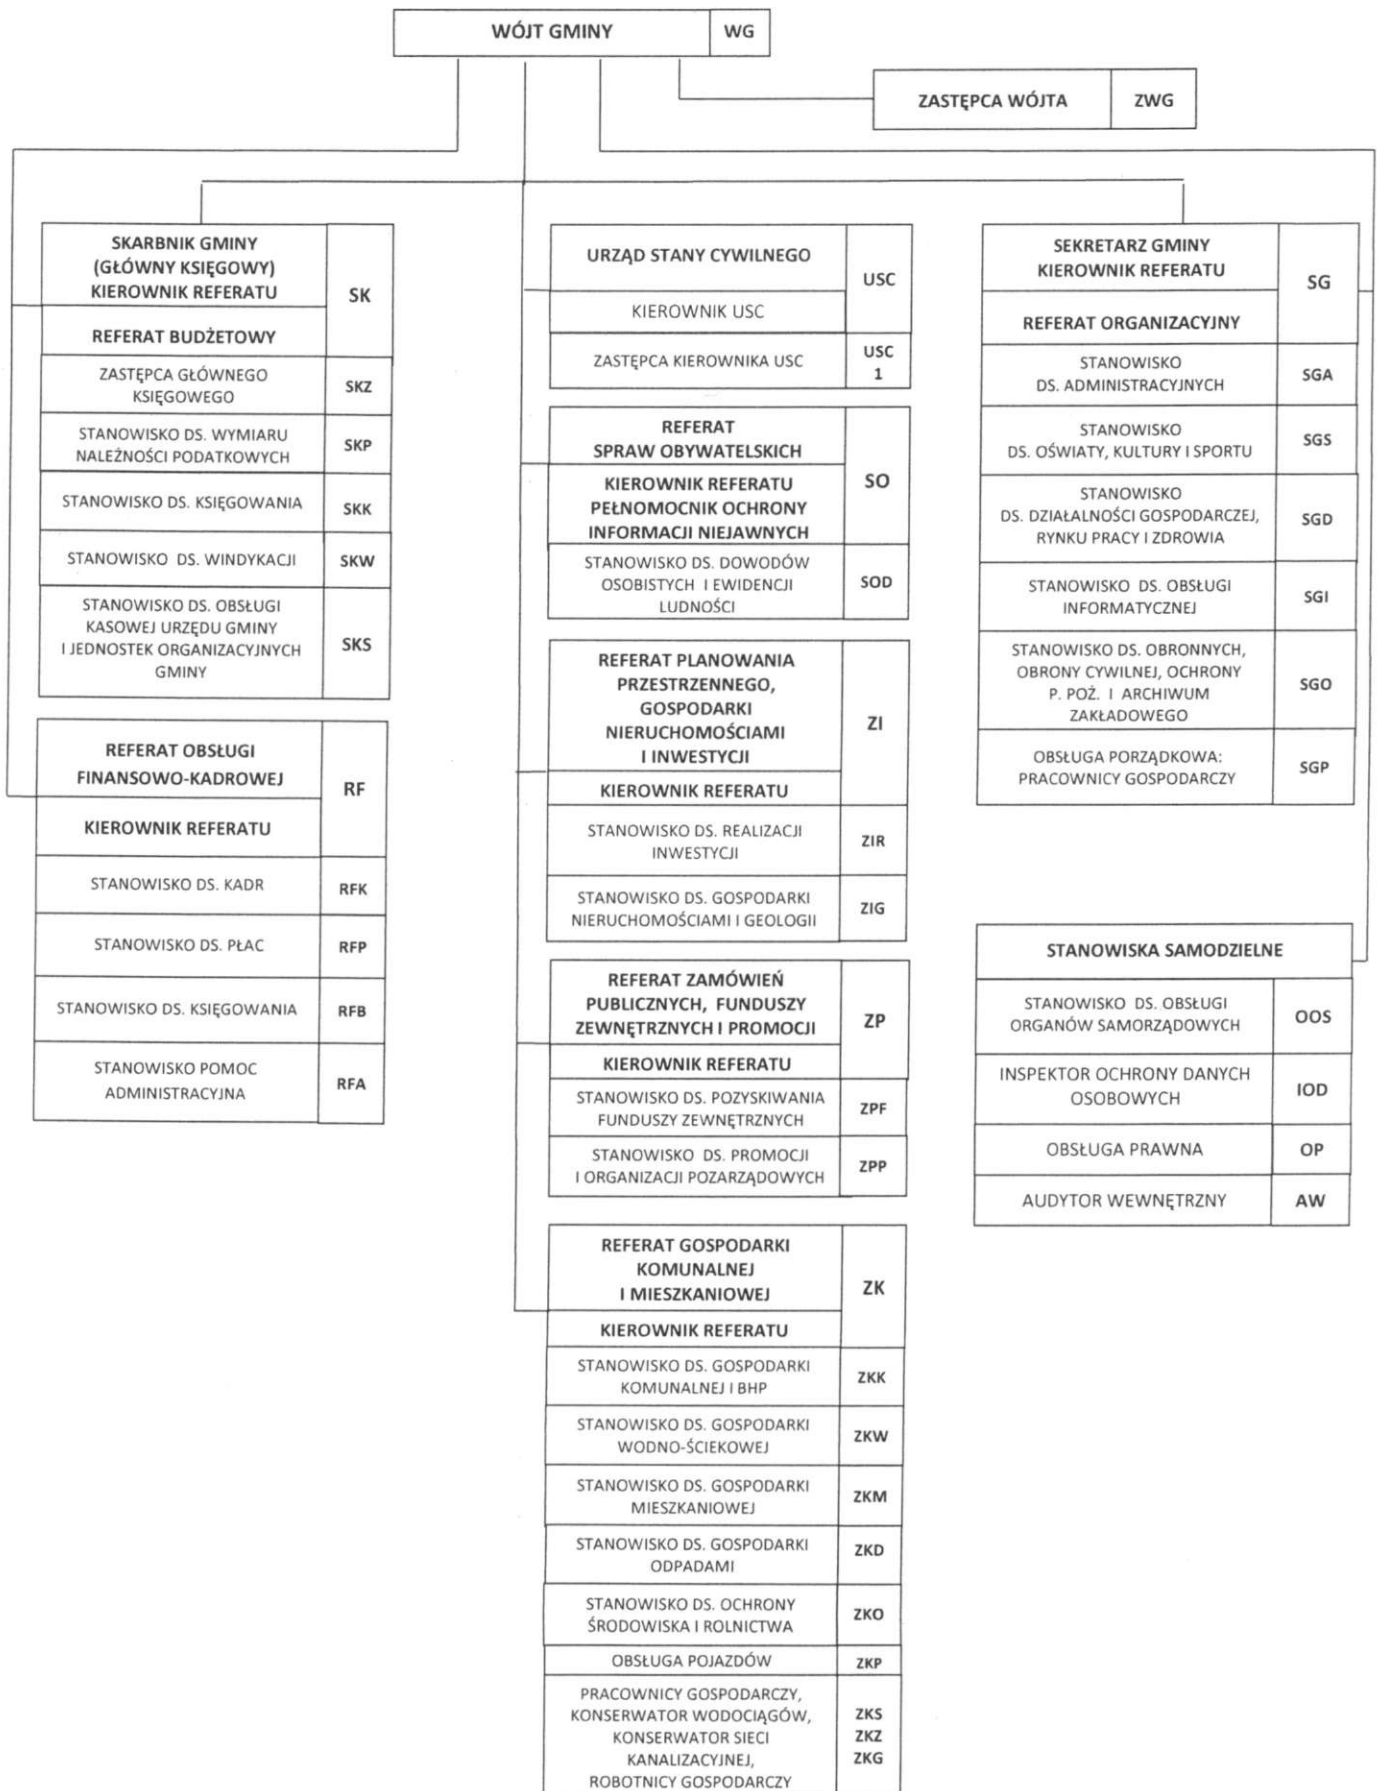 WÓJT GMINY WG
ZASTĘPCA WÓJTA ZWG
SKARBNIK GMINY
(GŁÓWNY KSIĘGOWY)
KIEROWNIK REFERATU
SK
REFERAT BUDŻETOWY
ZASTĘPCA GŁÓWNEGO
KSIĘGOWEGO
SKZ
STANOWISKO DS. WYMIARU
NALEŻNOŚCI PODATKOWYCH
SKP
STANOWISKO DS. KSIĘGOWANIA SKK
STANOWISKO DS. WINDYKACJI SKW
STANOWISKO DS. OBSŁUGI
KASOWEJ URZĘDU GMINY
I JEDNOSTEK ORGANIZACYJNYCH
GMINY
SKS
REFERAT OBSŁUGI
FINANSOWO-KADROWEJ
RF
KIEROWNIK REFERATU
STANOWISKO DS. KADR RFK
STANOWISKO DS. PŁAC RFP
STANOWISKO DS. KSIĘGOWANIA RFB
STANOWISKO POMOC
ADMINISTRACYJNA
RFA
URZĄD STANY CYWILNEGO
USC
KIEROWNIK USC
ZASTĘPCA KIEROWNIKA USC
USC
1
REFERAT
SPRAW OBYWATELSKICH
SO
KIEROWNIK REFERATU
PEŁNOMOCNIK OCHRONY
INFORMACJI NIEJAWNYCH
STANOWISKO DS. DOWODÓW
OSOBISTYCH I EWIDENCJI
LUDNOŚCI
SOD
REFERAT PLANOWANIA
PRZESTRZENNEGO,
GOSPODARKI
NIERUCHOMOŚCIAMI
I INWESTYCJI
ZI
KIEROWNIK REFERATU
STANOWISKO DS. REALIZACJI
INWESTYCJI
ZIR
STANOWISKO DS. GOSPODARKI
NIERUCHOMOŚCIAMI I GEOLOGII
ZIG
REFERAT ZAMÓWIEŃ
PUBLICZNYCH, FUNDUSZY
ZEWNĘTRZNYCH I PROMOCJI
ZP
KIEROWNIK REFERATU
STANOWISKO DS. POZYSKIWANIA
FUNDUSZY ZEWNĘTRZNYCH
ZPF
STANOWISKO DS. PROMOCJI
I ORGANIZACJI POZARZĄDOWYCH
ZPP
REFERAT GOSPODARKI
KOMUNALNEJ
I MIESZKANIOWEJ
ZK
KIEROWNIK REFERATU
STANOWISKO DS. GOSPODARKI
KOMUNALNEJ I BHP
ZKK
STANOWISKO DS. GOSPODARKI
WODNO-ŚCIEKOWEJ
ZKW
STANOWISKO DS. GOSPODARKI
MIESZKANIOWEJ
ZKM
STANOWISKO DS. GOSPODARKI
ODPADAMI
ZKD
STANOWISKO DS. OCHRONY
ŚRODOWISKA I ROLNICTWA
ZKO
OBSŁUGA POJAZDÓW ZKP
PRACOWNICY GOSPODARCZY,
KONSERWATOR WODOCIĄGÓW,
KONSERWATOR SIECI
KANALIZACYJNEJ,
ROBOTNICY GOSPODARCZY
ZKS
ZKZ
ZKG
SEKRETARZ GMINY
KIEROWNIK REFERATU
SG
REFERAT ORGANIZACYJNY
STANOWISKO
DS. ADMINISTRACYJNYCH
SGA
STANOWISKO
DS. OŚWIATY, KULTURY I SPORTU
SGS
STANOWISKO
DS. DZIAŁALNOŚCI GOSPODARCZEJ,
RYNKU PRACY I ZDROWIA
SGD
STANOWISKO DS. OBSŁUGI
INFORMATYCZNEJ
SGI
STANOWISKO DS. OBRONNYCH,
OBRONY CYWILNEJ, OCHRONY
P. POŻ. I ARCHIWUM
ZAKŁADOWEGO
SGO
OBSŁUGA PORZĄDKOWA:
PRACOWNICY GOSPODARCZY
SGP
STANOWISKA SAMODZIELNE
STANOWISKO DS. OBSŁUGI
ORGANÓW SAMORZĄDOWYCH
OOS
INSPEKTOR OCHRONY DANYCH
OSOBOWYCH
IOD
OBSŁUGA PRAWNA OP
AUDYTOR WEWNĘTRZNY AW